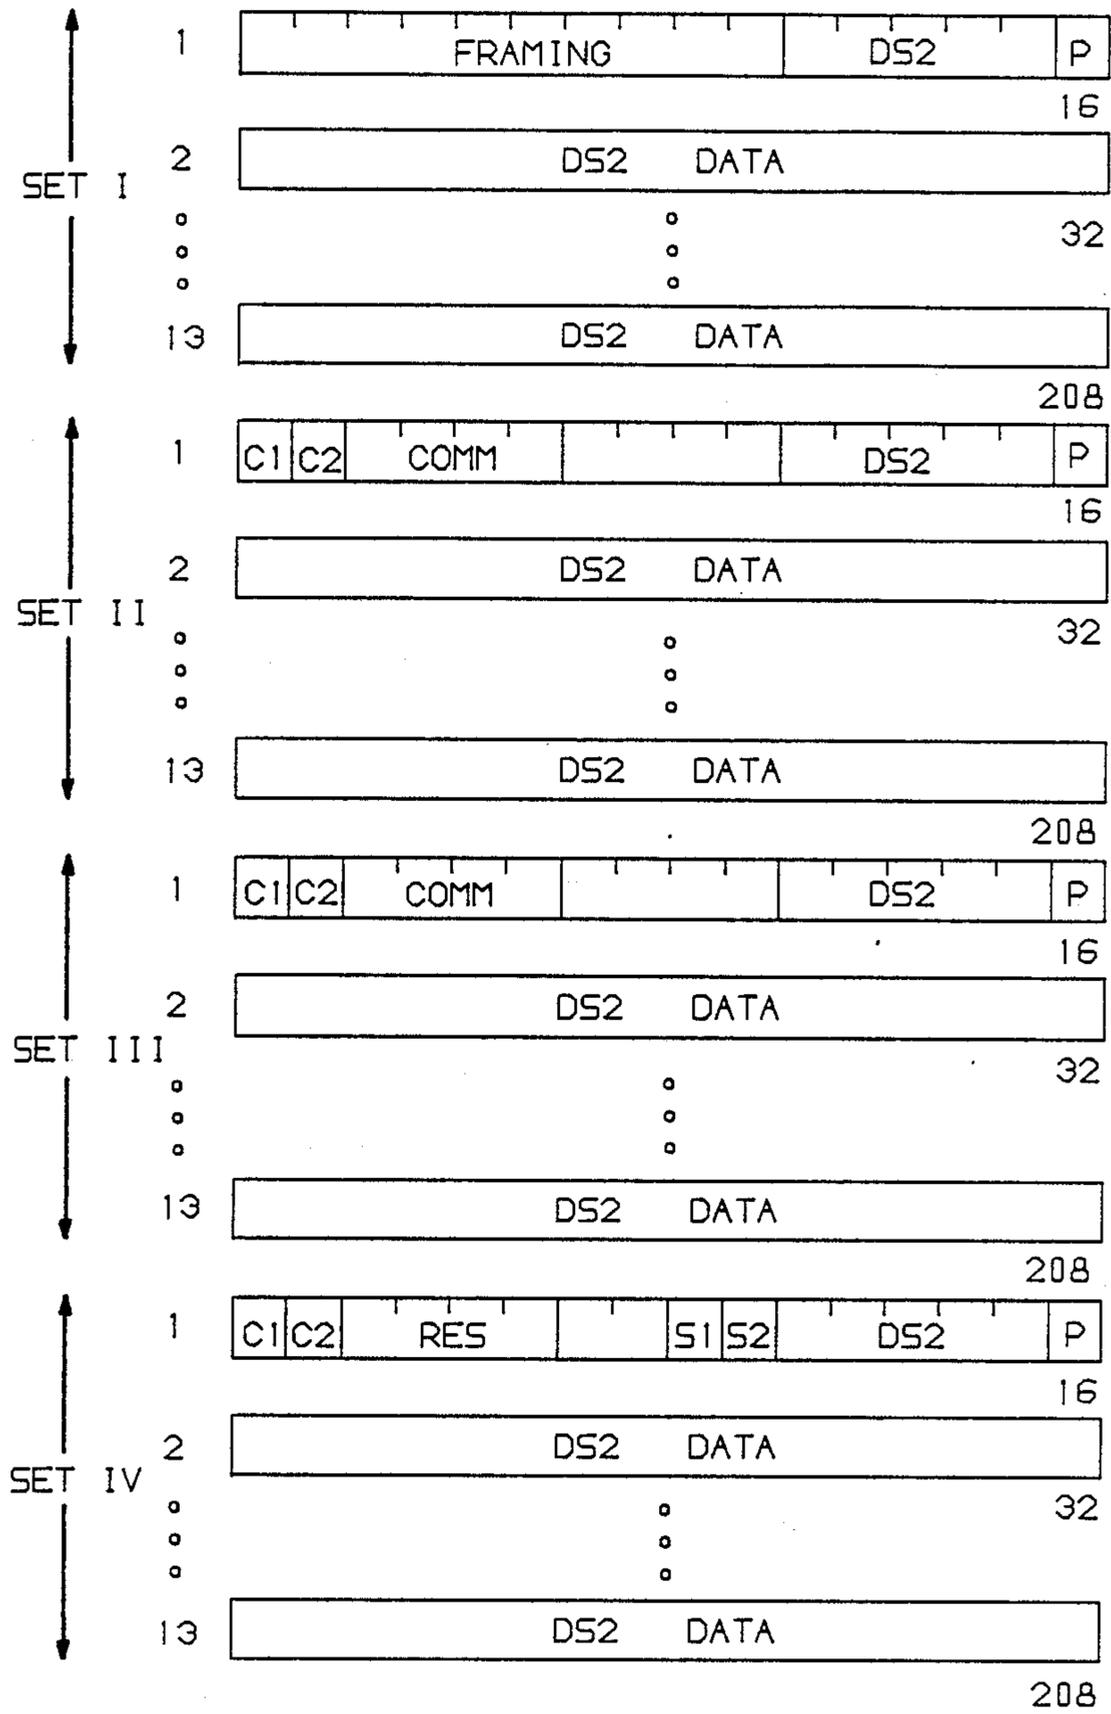 1 FRAMING DS2 P
16
2 DS2 DATA
SET I
32
13 DS2 DATA
208
1 C1 C2 COMM DS2 P
16
2 DS2 DATA
SET II
32
13 DS2 DATA
208
1 C1 C2 COMM DS2 P
16
2 DS2 DATA
SET III
32
13 DS2 DATA
208
1 C1 C2 RES S1 S2 DS2 P
16
2 DS2 DATA
SET IV
32
13 DS2 DATA
208